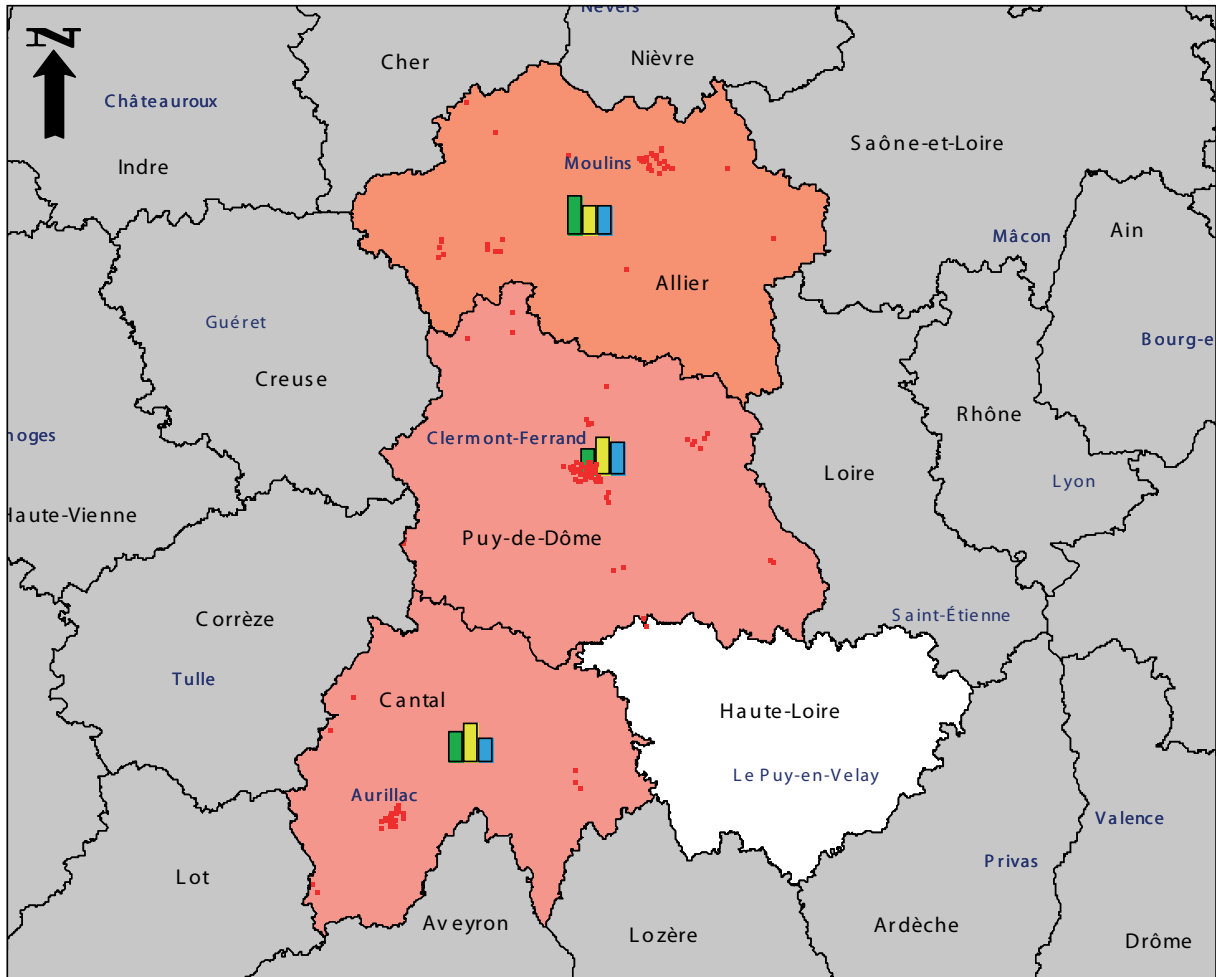 Nevers
N
Cher
Nièvre
Châteauroux
Indre
Saône-et-Loire
Moulins
Ain
Mâcon
Allier
Guéret
Bourg-e
Creuse
Rhône
noges
Clermont-Ferrand
Loire
Lyon
Haute-Vienne
Puy-de-Dôme
Corrèze
Saint-Étienne
Tulle
Cantal
Haute-Loire
Le Puy-en-Velay
Aurillac
Valence
Privas
Lot
Aveyron
Ardèche
Lozère
Drôme